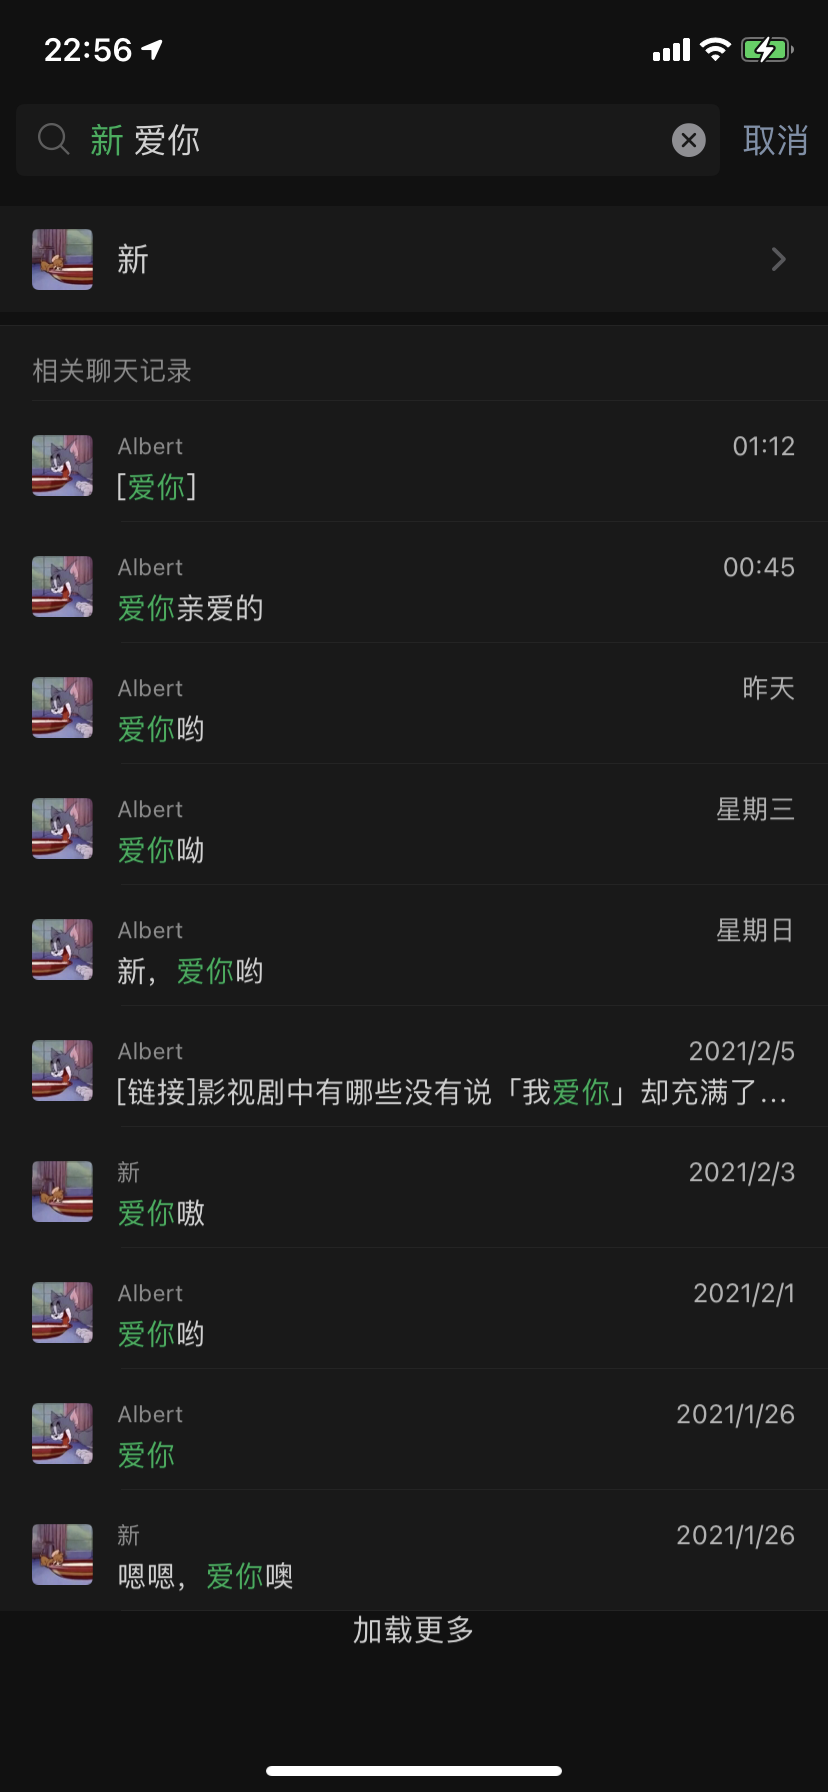 22:56
新 爱你
取消
新
相关聊天记录
Albert
01:12
[爱你]
Albert
00:45
爱你亲爱的
Albert
昨天
爱你哟
Albert
星期三
爱你呦
Albert
星期日
新，爱你哟
Albert
2021/2/5
[链接]影视剧中有哪些没有说「我爱你」却充满了...
新
2021/2/3
爱你嗷
Albert
2021/2/1
爱你哟
Albert
2021/1/26
爱你
新
2021/1/26
嗯嗯，爱你噢
加载更多